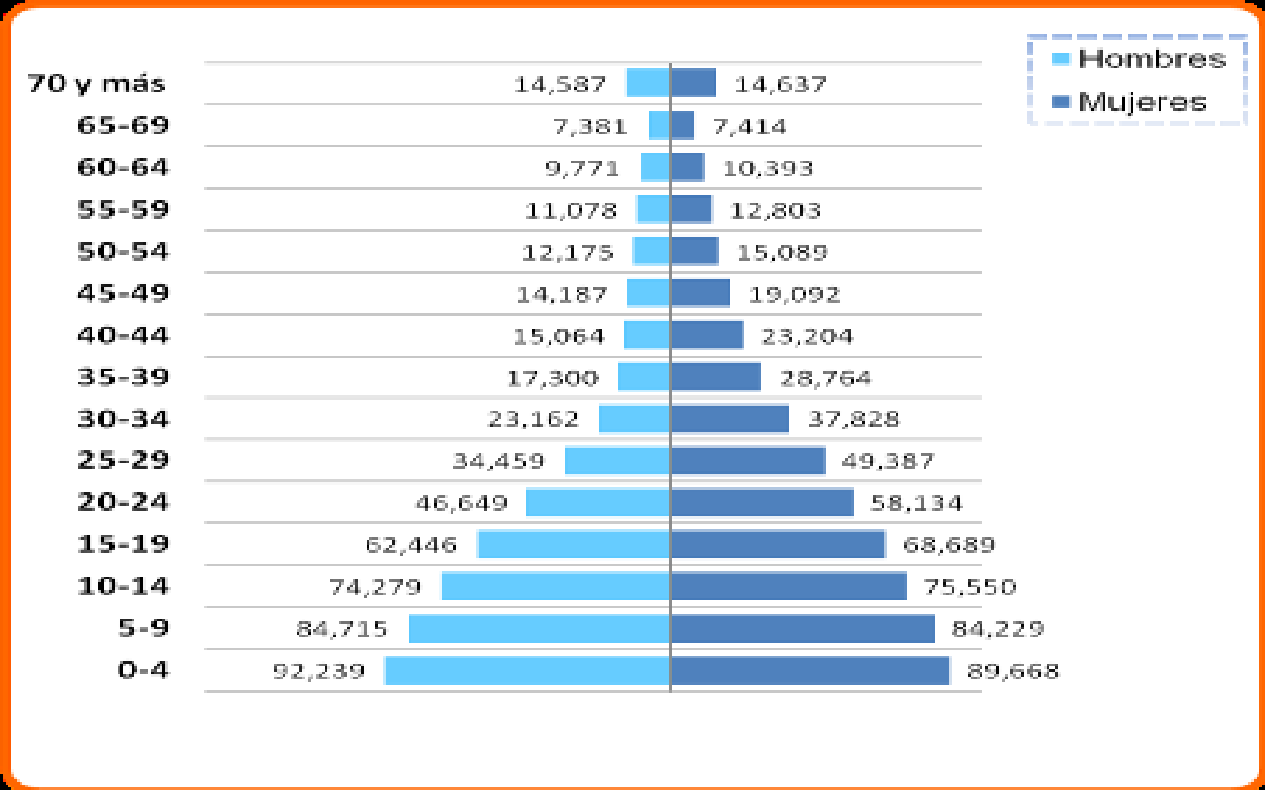 Hombres
Mujeres
70 y más 14,587 14,637
65-69 7,381 7,414
60-64 9,771 10,393
55-59 11,078 12,803
50-54 12,175 15,089
45-49 14,187 19,092
40-44 15,064 23,204
35-39 17,300 28,764
30-34 23,162 37,828
25-29 34,459 49,387
20-24 46,649 58,134
15-19 62,446 68,689
10-14 74,279 75,550
5-9 84,715 84,229
0-4 92,239 89,668